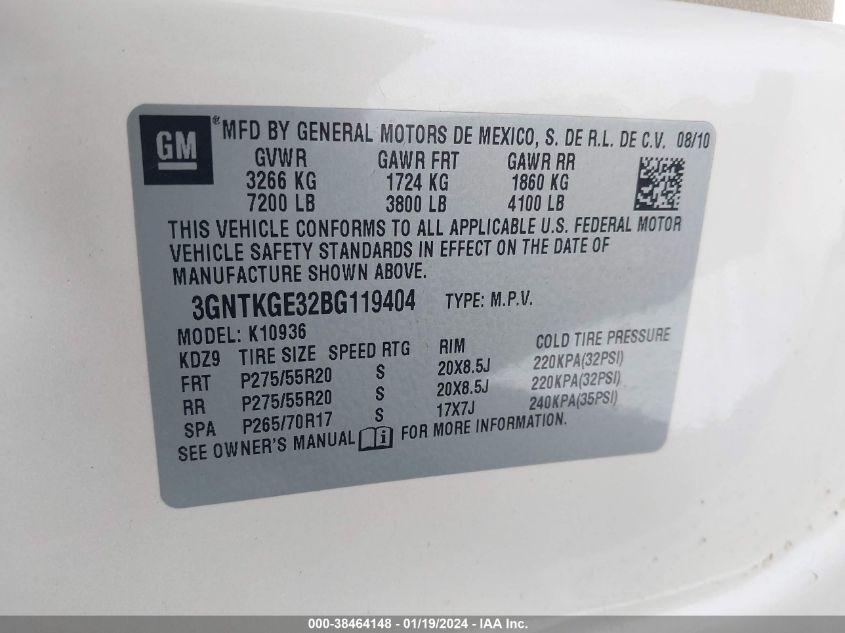 GM ® MFD BY GENERAL MOTORS DE MEXICO, S. DE R.L. DE C.V. 08/10
GVWR GAWR FRT GAWR RR
3266 KG 1724 KG 1860 KG
7200 LB 3800 LB 4100 LB
THIS VEHICLE CONFORMS TO ALL APPLICABLE U.S. FEDERAL MOTOR
VEHICLE SAFETY STANDARDS IN EFFECT ON THE DATE OF
MANUFACTURE SHOWN ABOVE.
3GNTKGE32BG119404 TYPE: M.P.V.
MODEL: K10936
KDZ9 TIRE SIZE SPEED RTG RIM COLD TIRE PRESSURE
FRT P275/55R20 S 20X8.5J 220KPA(32PSI)
RR P275/55R20 S 20X8.5J 220KPA(32PSI)
SPA P265/70R17 S 17X7J 240KPA(35PSI)
SEE OWNER'S MANUAL i FOR MORE INFORMATION.
000-38464148 - 01/19/2024 - IAA Inc.